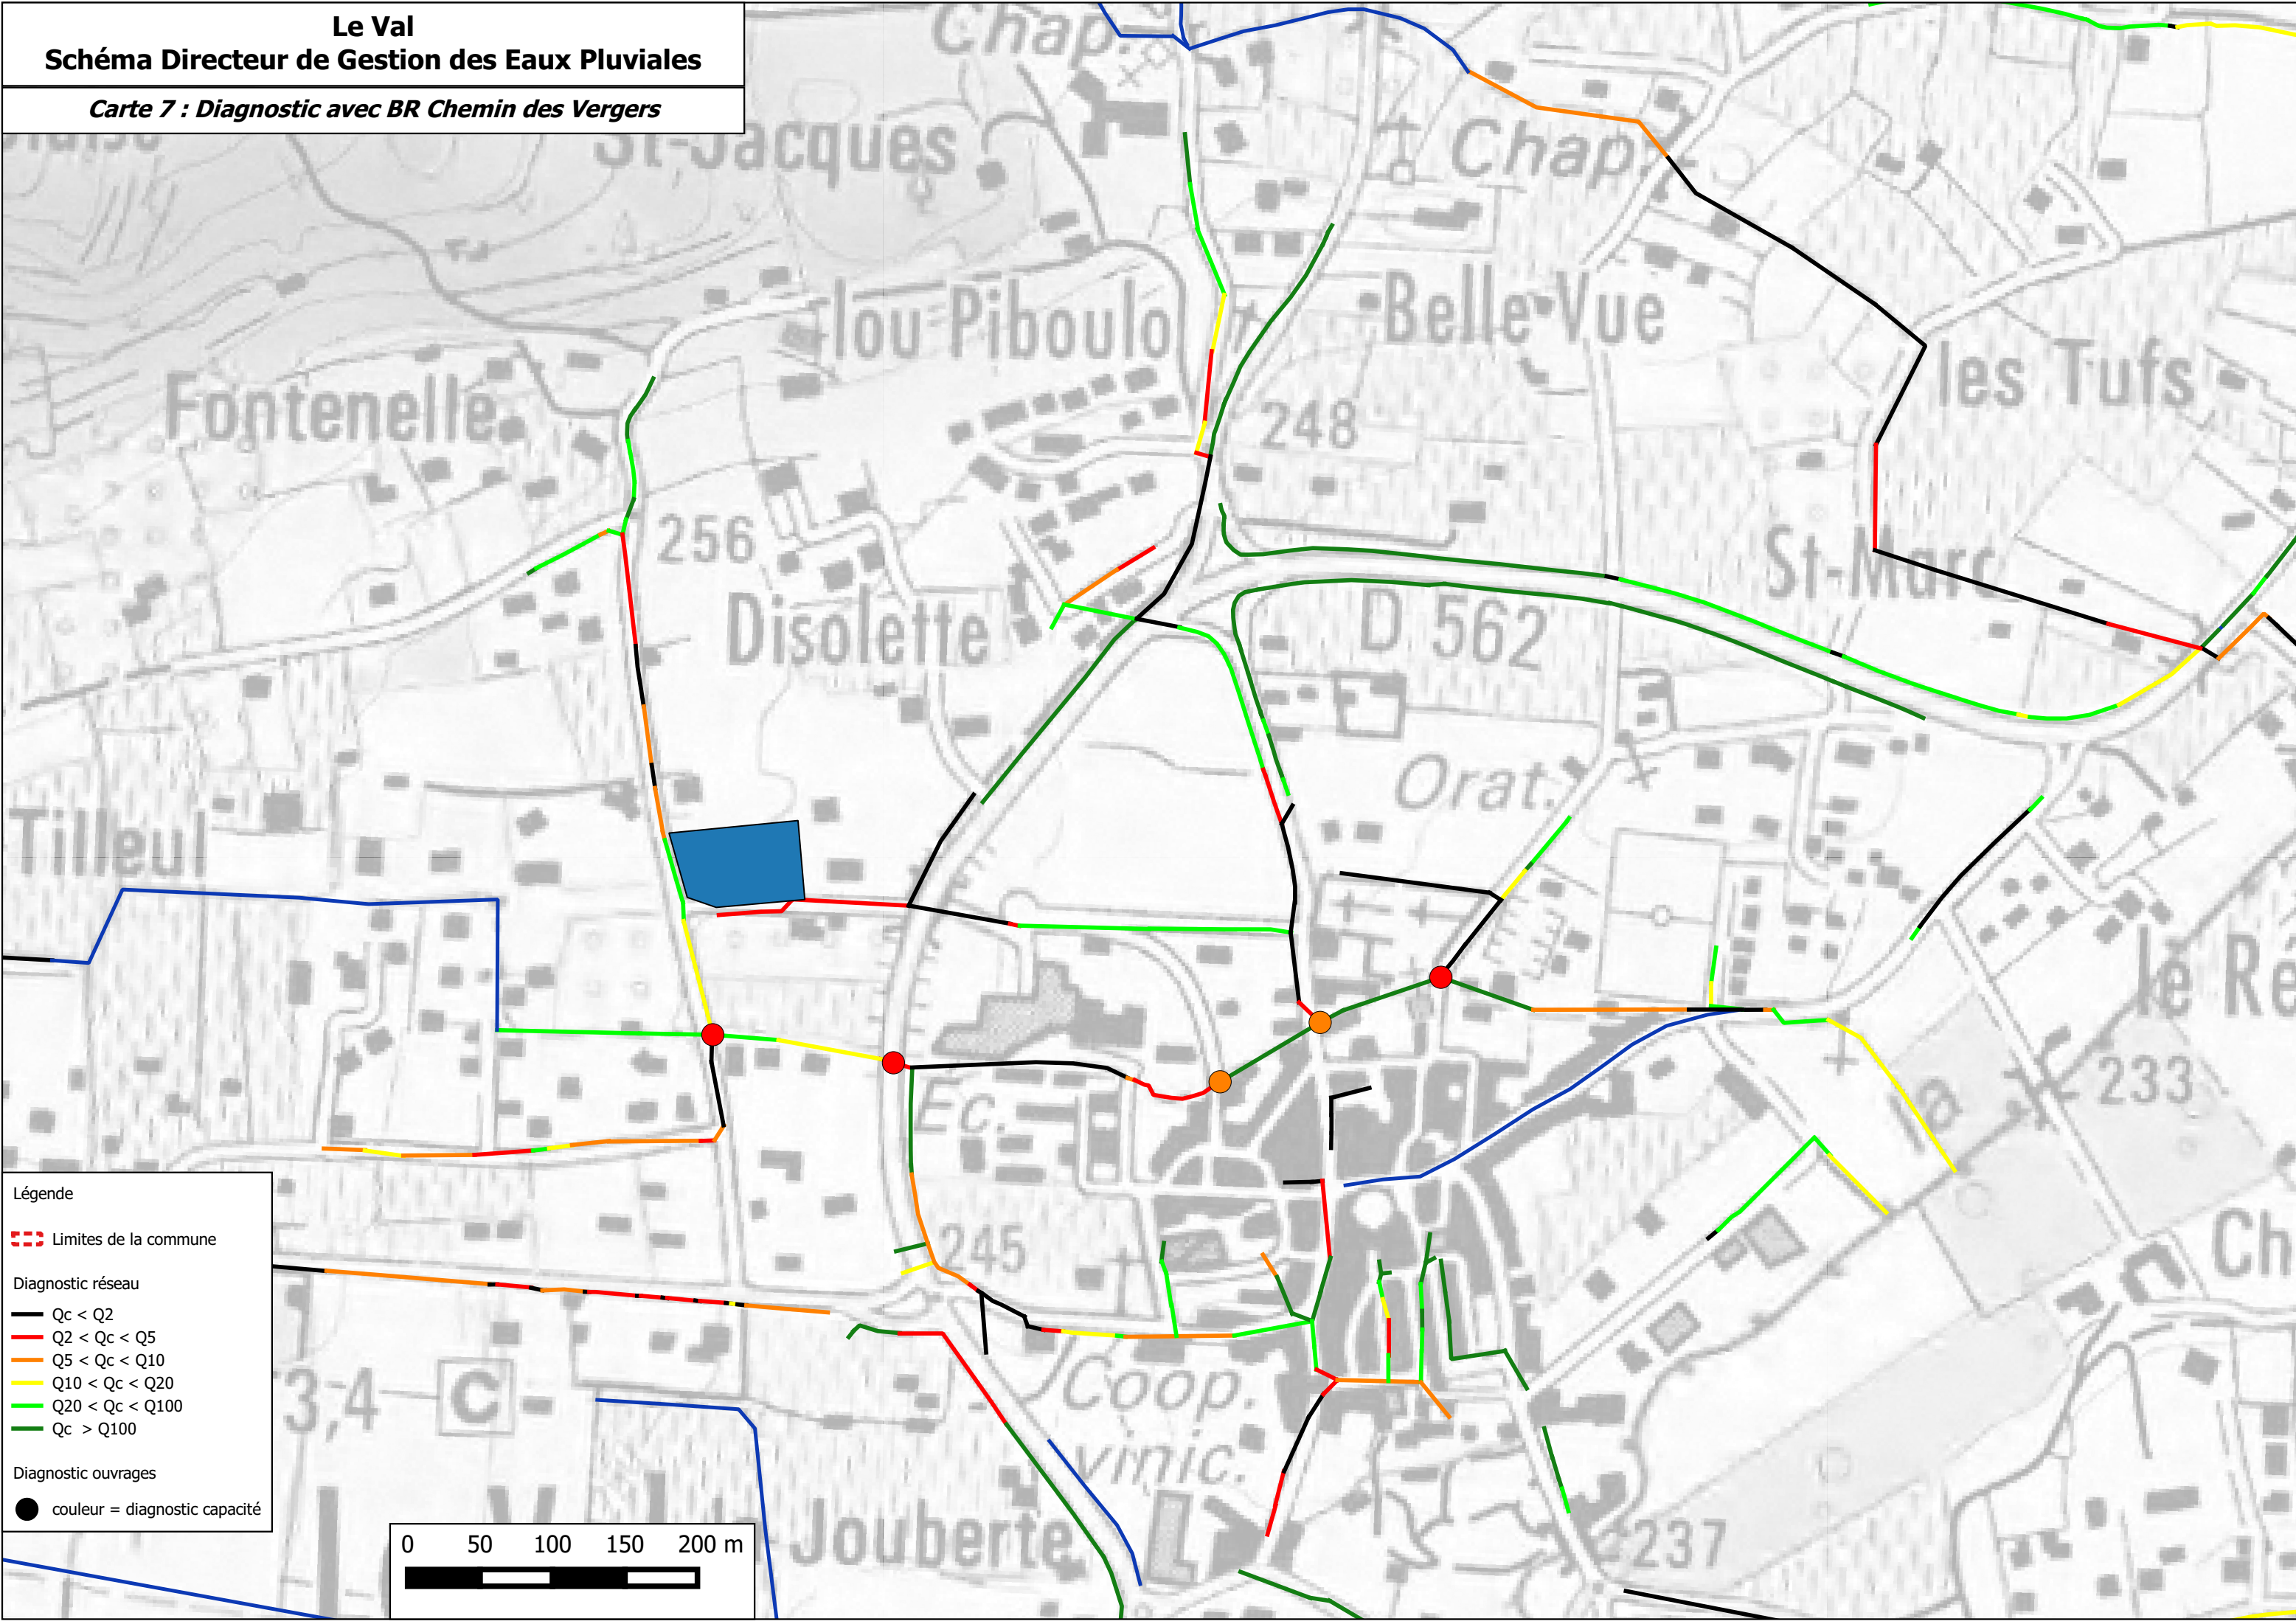 Le Val
Schéma Directeur de Gestion des Eaux Pluviales
Carte 7 : Diagnostic avec BR Chemin des Vergers
Chap.
St-Jacques
Chap.
lou Piboulo
Belle Vue
Fontenelle
les Tufs
248
256
St-Marc
Disolette
D 562
Orat.
Tilleul
le Re
233
Ec.
245
Ch
Légende
Limites de la commune
Diagnostic réseau
Qc < Q2
Q2 < Qc < Q5
Q5 < Qc < Q10
Q10 < Qc < Q20
Q20 < Qc < Q100
Qc > Q100
Diagnostic ouvrages
couleur = diagnostic capacité
3,4
C
Coop.
vinic.
Jouberte
237
0 50 100 150 200 m